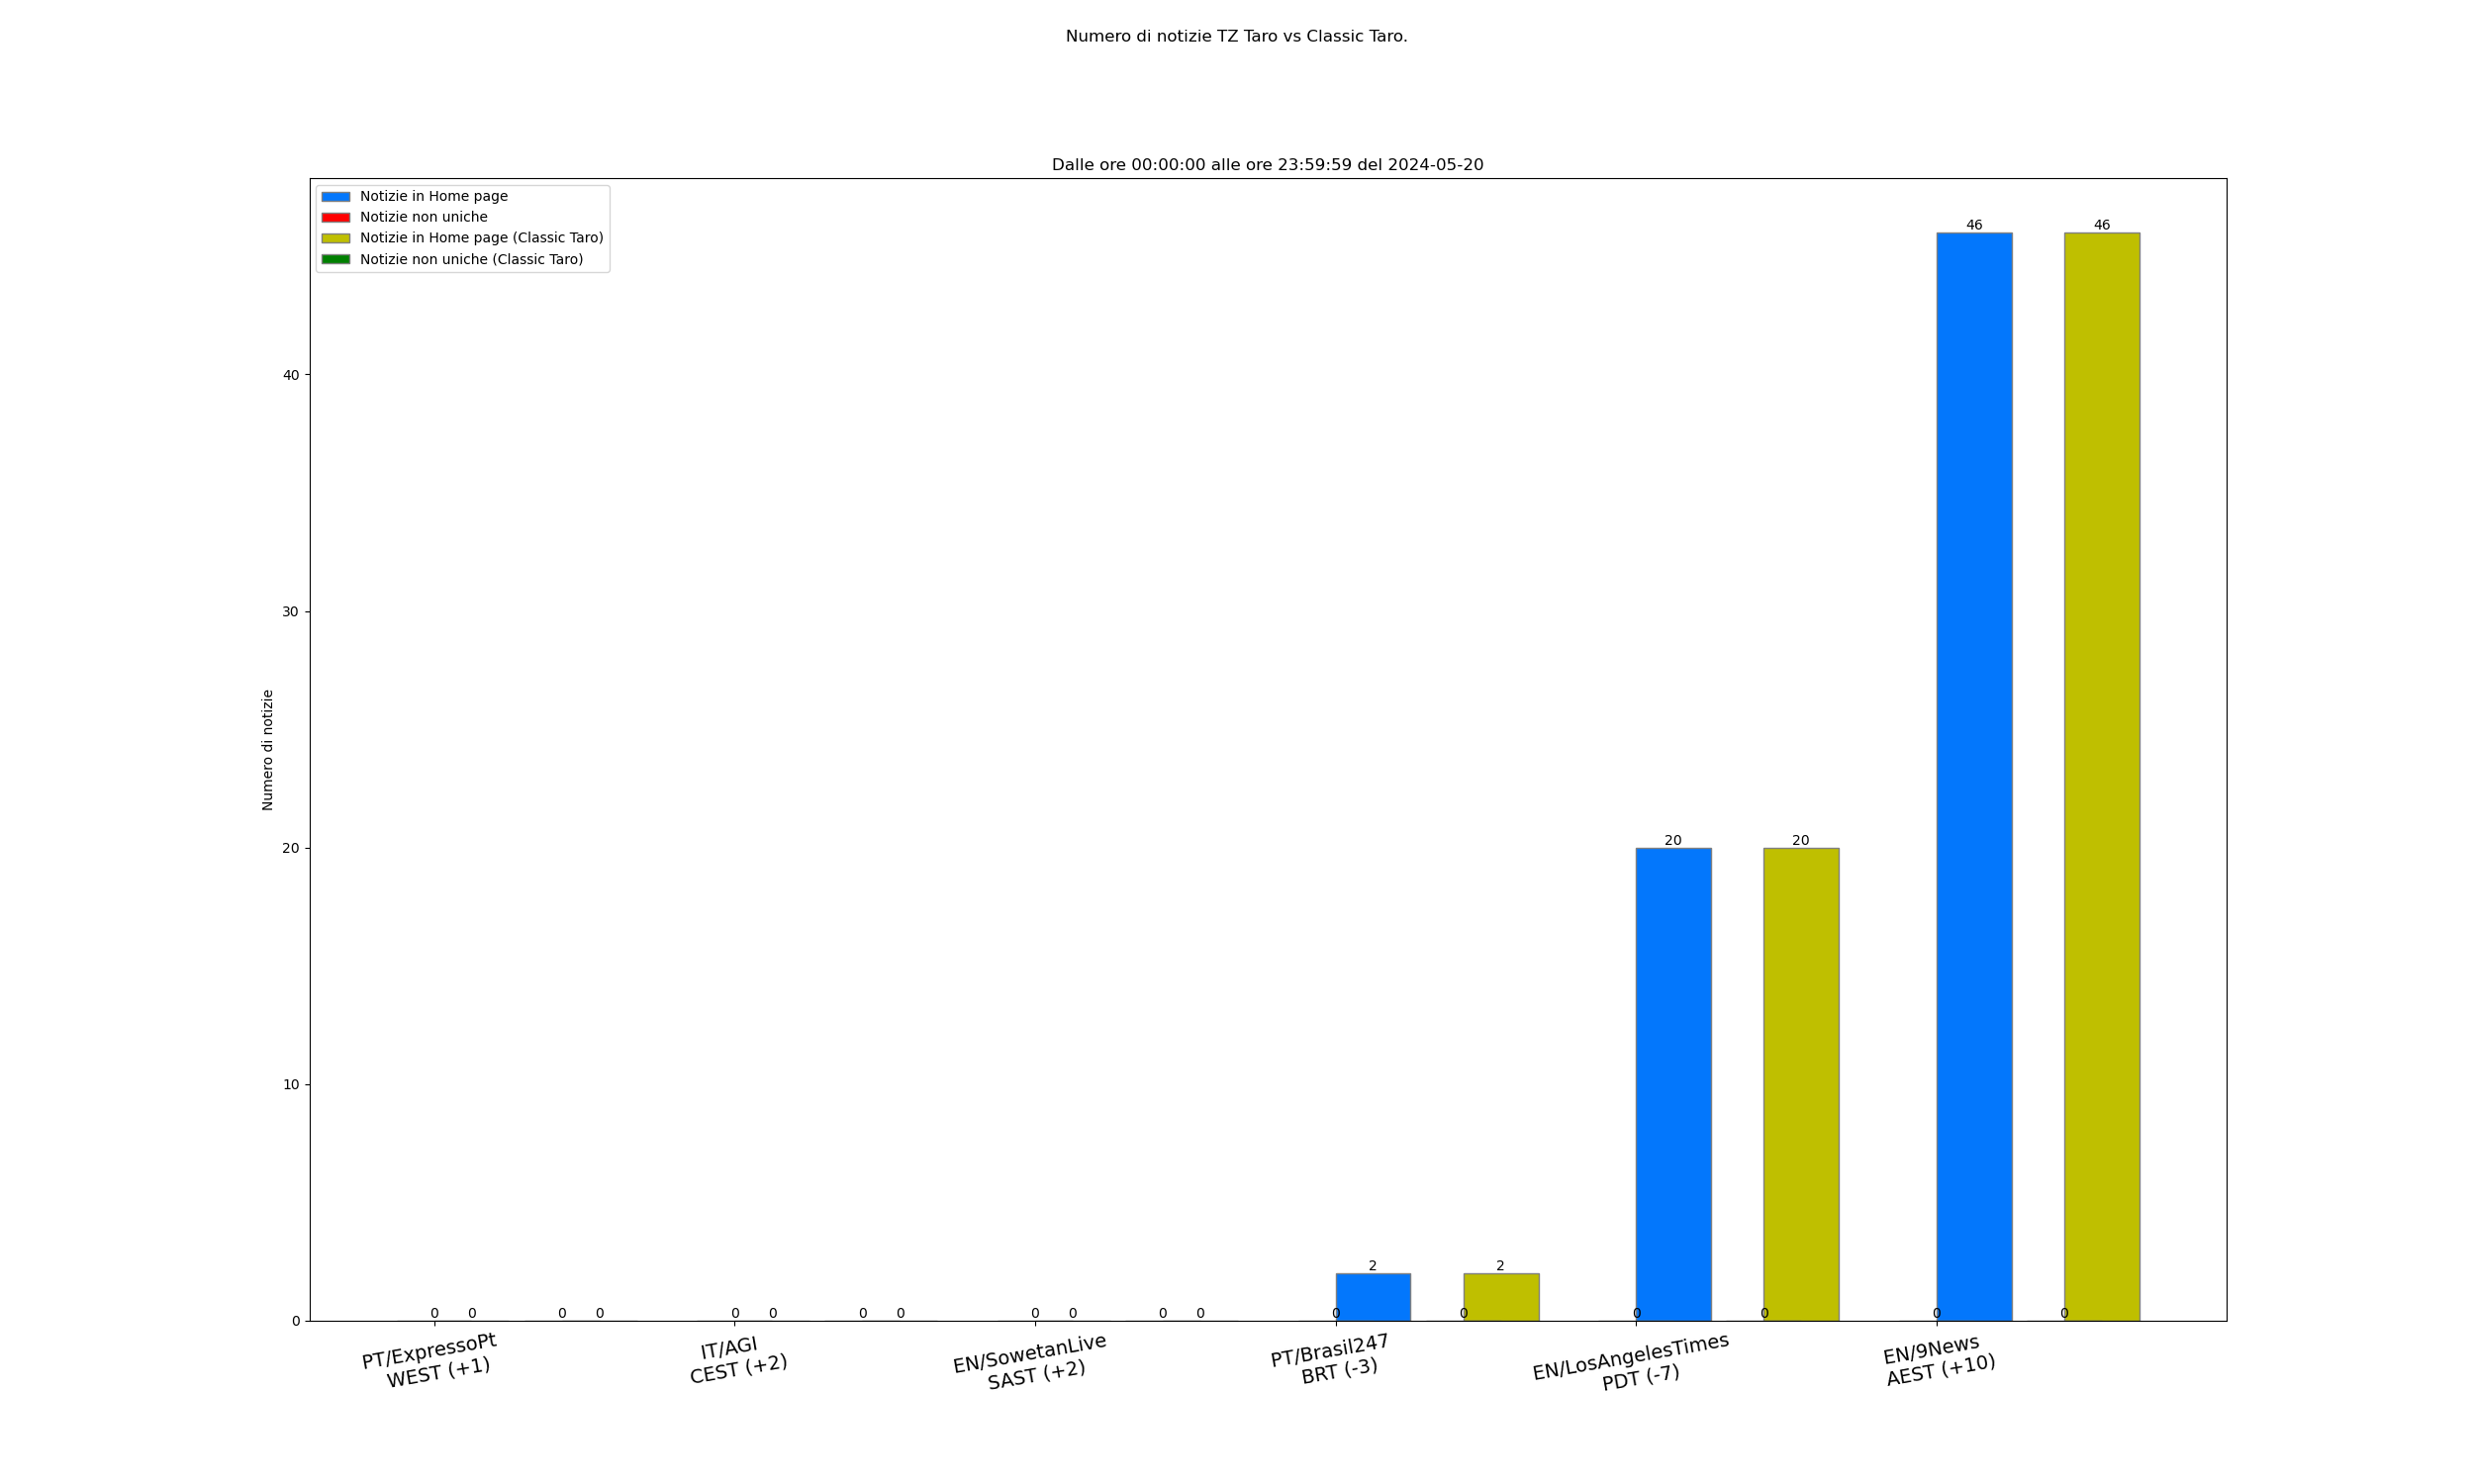 Numero di notizie TZ Taro vs Classic Taro.
Dalle ore 00:00:00 alle ore 23:59:59 del 2024-05-20
Notizie in Home page
Notizie non uniche
Notizie in Home page (Classic Taro)
Notizie non uniche (Classic Taro)
46 46
40
30
Numero di notizie
20
20 20
10
2 2
0
0 0 0 0 0 0 0 0 0 0 0 0 0 0 0 0 0 0
PT/ExpressoPt
WEST (+1)
IT/AGI
CEST (+2)
EN/SowetanLive
SAST (+2)
PT/Brasil247
BRT (-3)
EN/LosAngelesTimes
PDT (-7)
EN/9News
AEST (+10)